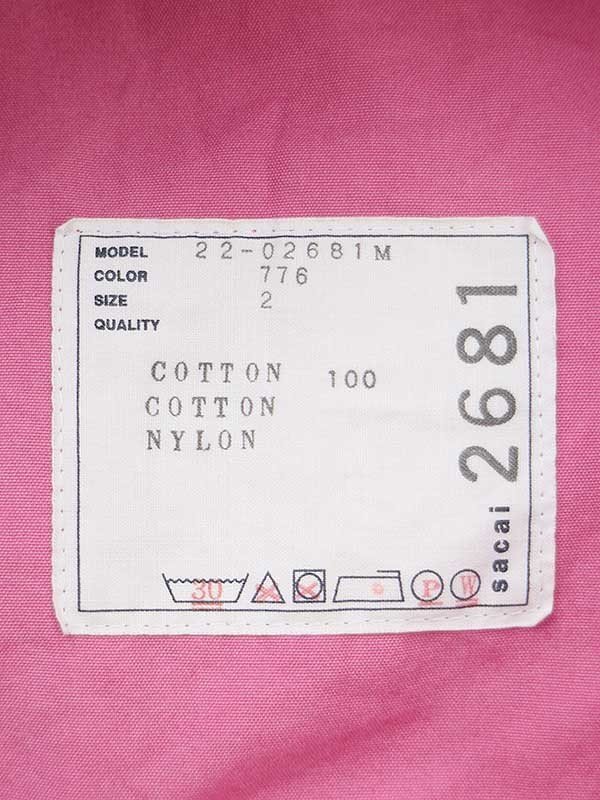 MODEL 22-02681M
COLOR 776
SIZE 2
QUALITY
COTTON 100
COTTON
NYLON
30 P W
sacai 2681